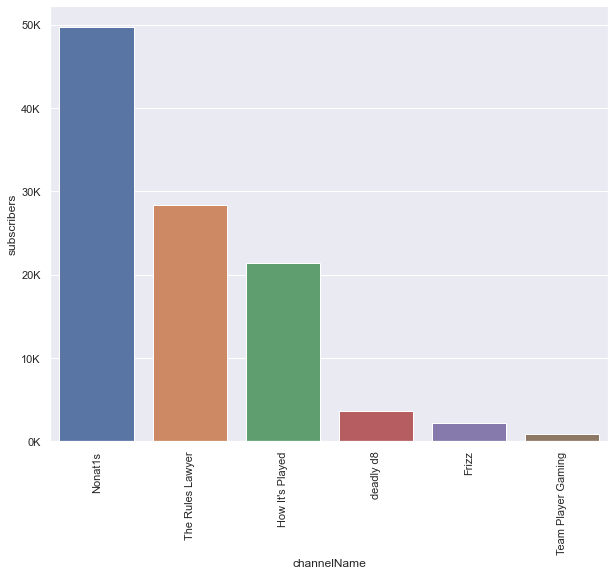 50K
40K
30K
20K
10K
0K
subscribers
Nonat1s
The Rules Lawyer
How It's Played
deadly d8
Frizz
Team Player Gaming
channelName